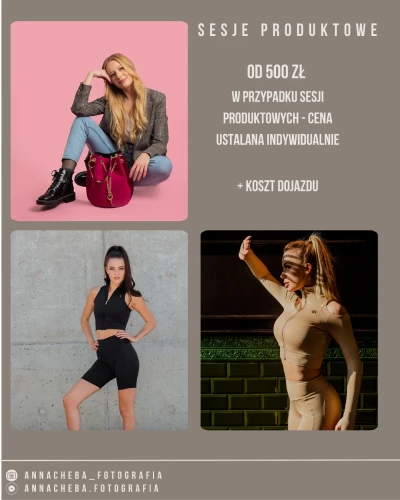 SESJE PRODUKTOWE
OD 500 ZŁ
W PRZYPADKU SESJI
PRODUKTOWYCH - CENA
USTALANA INDYWIDUALNIE
+ KOSZT DOJAZDU
ANNACHEBA_FOTOGRAFIA
ANNACHEBA.FOTOGRAFIA